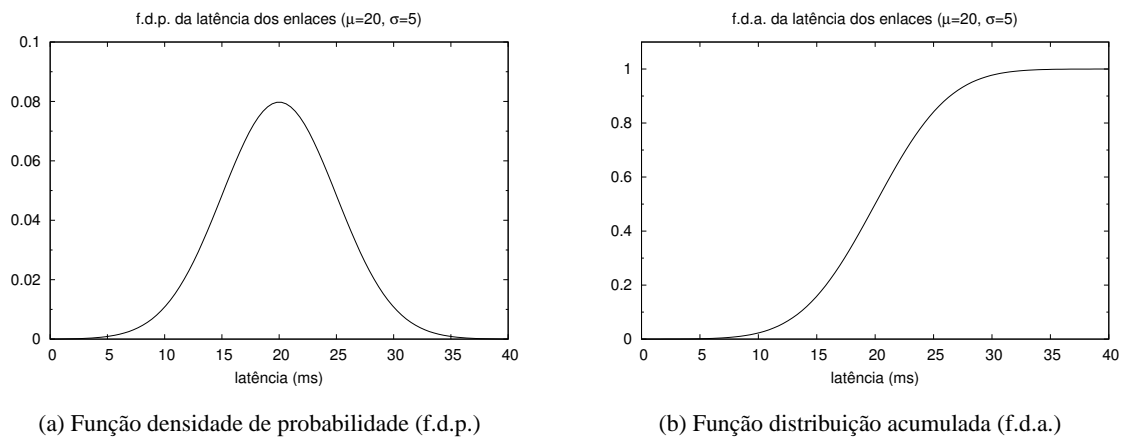 f.d.p. da latência dos enlaces (μ=20, σ=5)
0.1
0.08
0.06
0.04
0.02
0
0 5 10 15 20 25 30 35 40
latência (ms)
(a) Função densidade de probabilidade (f.d.p.)
f.d.a. da latência dos enlaces (μ=20, σ=5)
1
0.8
0.6
0.4
0.2
0
0 5 10 15 20 25 30 35 40
latência (ms)
(b) Função distribuição acumulada (f.d.a.)